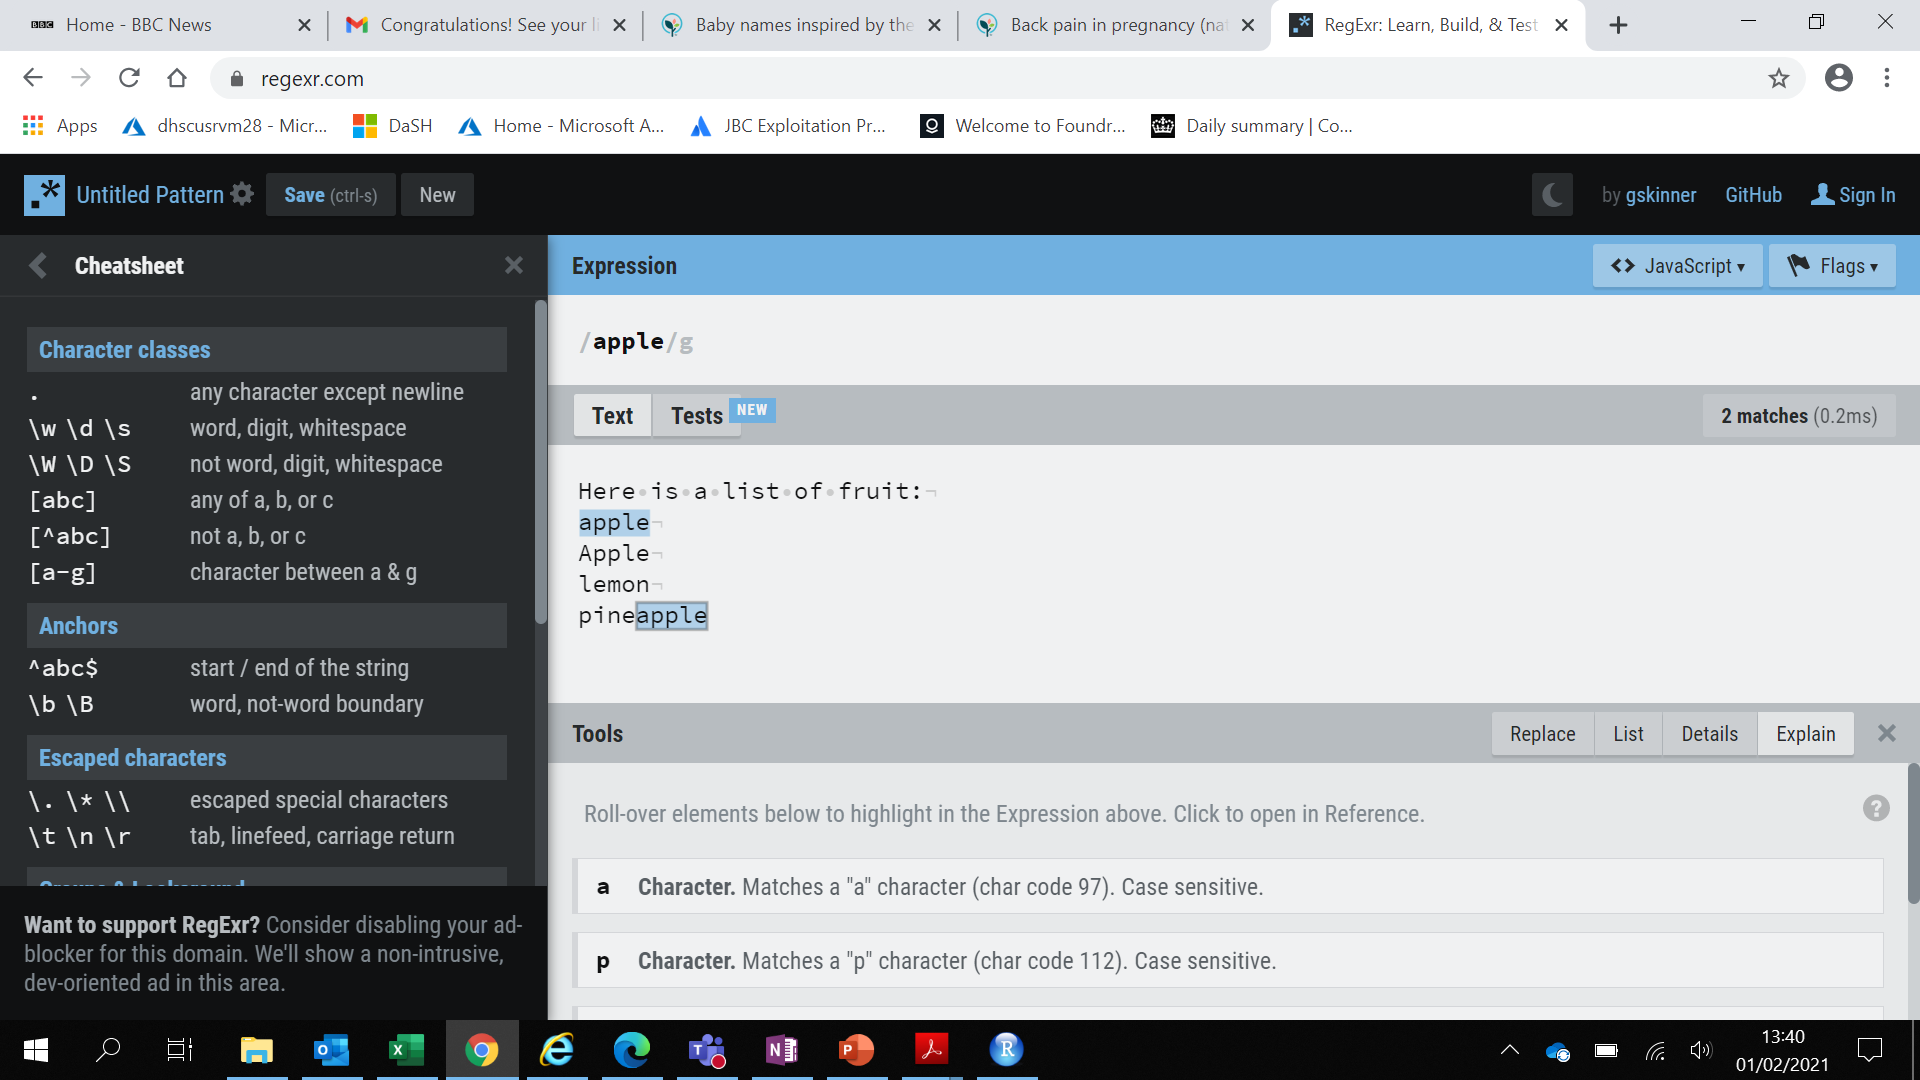 BBC Home - BBC News
Congratulations! See your li
Baby names inspired by the
Back pain in pregnancy (nat
RegExr: Learn, Build, & Test
regexr.com
Apps
dhscusrvm28 - Micr...
DaSH
Home - Microsoft A...
JBC Exploitation Pr...
Welcome to Foundr...
Daily summary | Co...
Untitled Pattern
Save (ctrl-s)
New
by gskinner
GitHub
Sign In
Cheatsheet
Character classes
. any character except newline
\w \d \s word, digit, whitespace
\W \D \S not word, digit, whitespace
[abc] any of a, b, or c
[^abc] not a, b, or c
[a-g] character between a & g
Anchors
^abc$ start / end of the string
\b \B word, not-word boundary
Escaped characters
\. \* \\ escaped special characters
\t \n \r tab, linefeed, carriage return
Want to support RegExr? Consider disabling your ad-
blocker for this domain. We'll show a non-intrusive,
dev-oriented ad in this area.
Expression
<> JavaScript ▾
Flags ▾
/apple/g
Text
Tests
NEW
2 matches (0.2ms)
Here•is•a•list•of•fruit:¬
apple¬
Apple¬
lemon¬
pineapple
Tools
Replace
List
Details
Explain
Roll-over elements below to highlight in the Expression above. Click to open in Reference.
?
a Character. Matches a "a" character (char code 97). Case sensitive.
p Character. Matches a "p" character (char code 112). Case sensitive.
13:40
01/02/2021